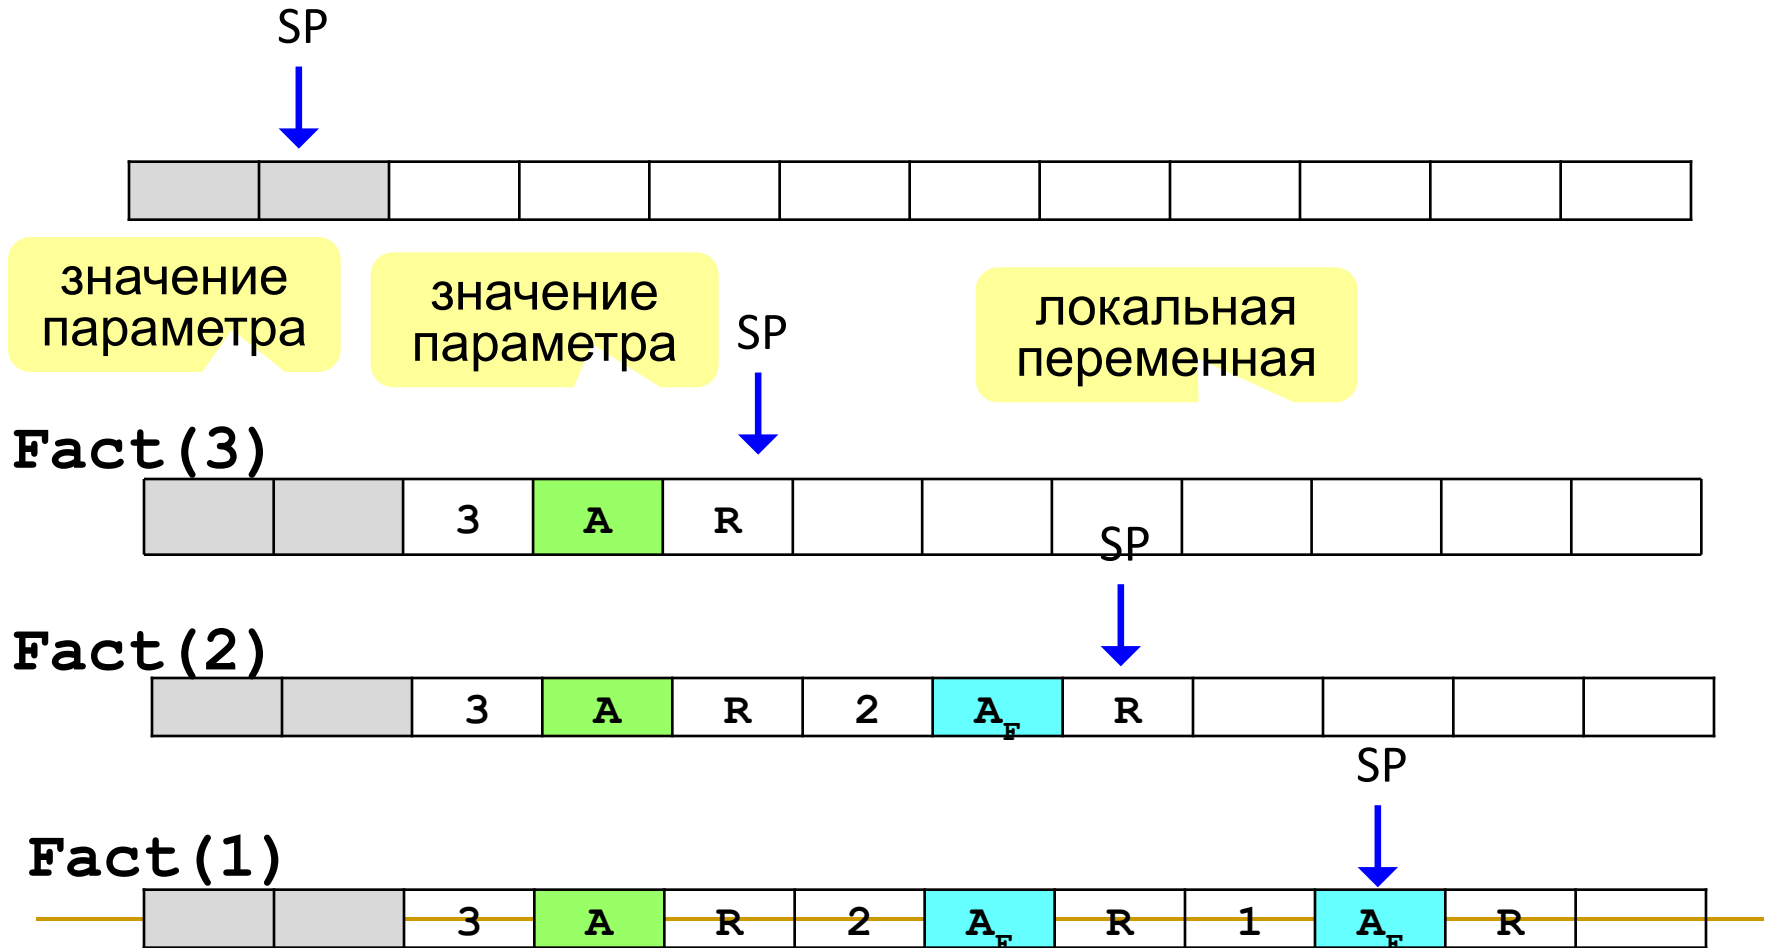 SP
значение
параметра
значение
параметра
SP
локальная
переменная
Fact(3)
3 A R
SP
Fact(2)
3 A R 2 AF R
SP
Fact(1)
3 A R 2 AF R 1 AF R